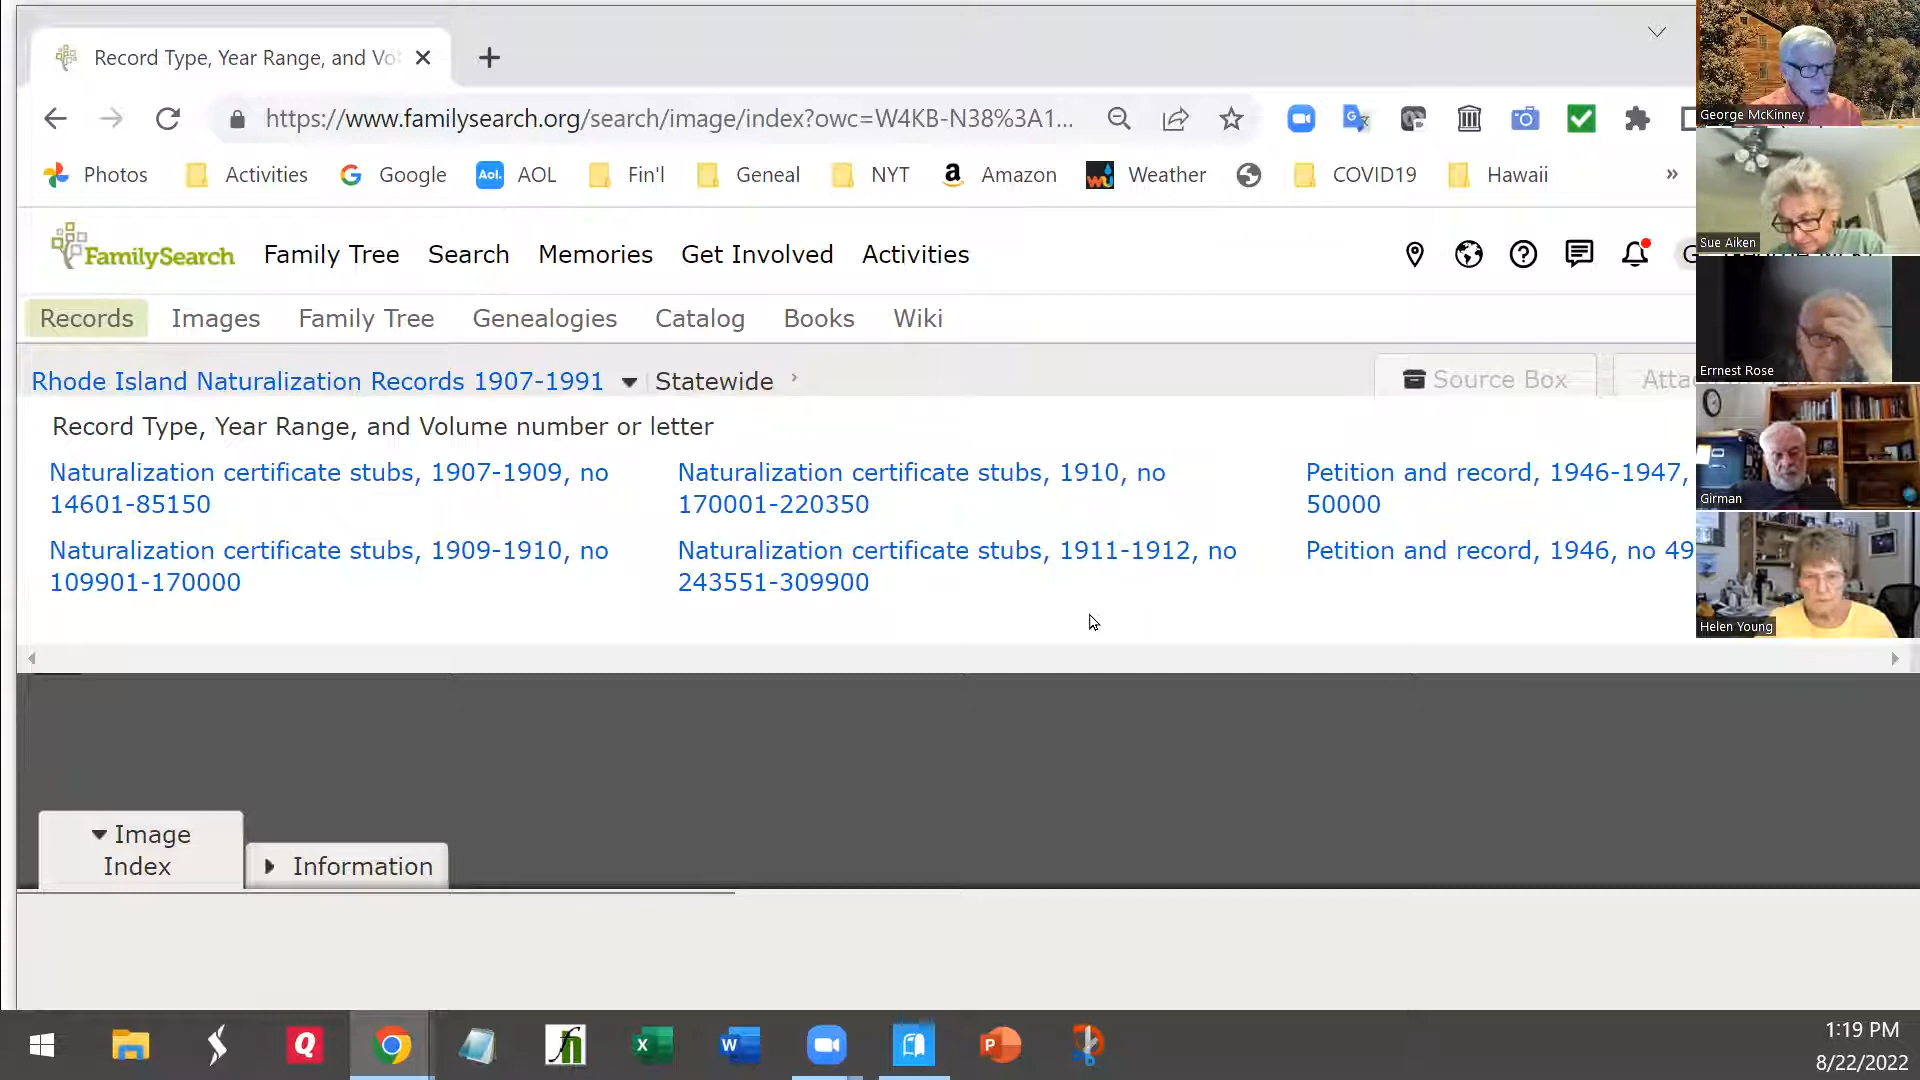 Record Type, Year Range, and Vo
https://www.familysearch.org/search/image/index?owc=W4KB-N38%3A1...
Photos Activities Google Aol. AOL Fin'l Geneal NYT Amazon Weather COVID19 Hawaii »
FamilySearch Family Tree Search Memories Get Involved Activities
Records Images Family Tree Genealogies Catalog Books Wiki
Rhode Island Naturalization Records 1907-1991 Statewide Source Box Atta
Record Type, Year Range, and Volume number or letter
Naturalization certificate stubs, 1907-1909, no
14601-85150
Naturalization certificate stubs, 1909-1910, no
109901-170000
Naturalization certificate stubs, 1910, no
170001-220350
Naturalization certificate stubs, 1911-1912, no
243551-309900
Petition and record, 1946-1947,
50000
Petition and record, 1946, no 49
Image
Index
Information
George McKinney
Sue Aiken
Errnest Rose
Girman
Helen Young
1:19 PM
8/22/2022